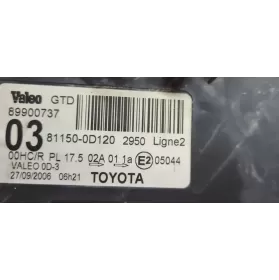 Valeo GTD
89900737
03 81150-0D120 2950 Ligne2
00HC/R PL 17.5 02A 01 1a E2 05044
VALEO 0D-3
27/09/2006 06h21 TOYOTA